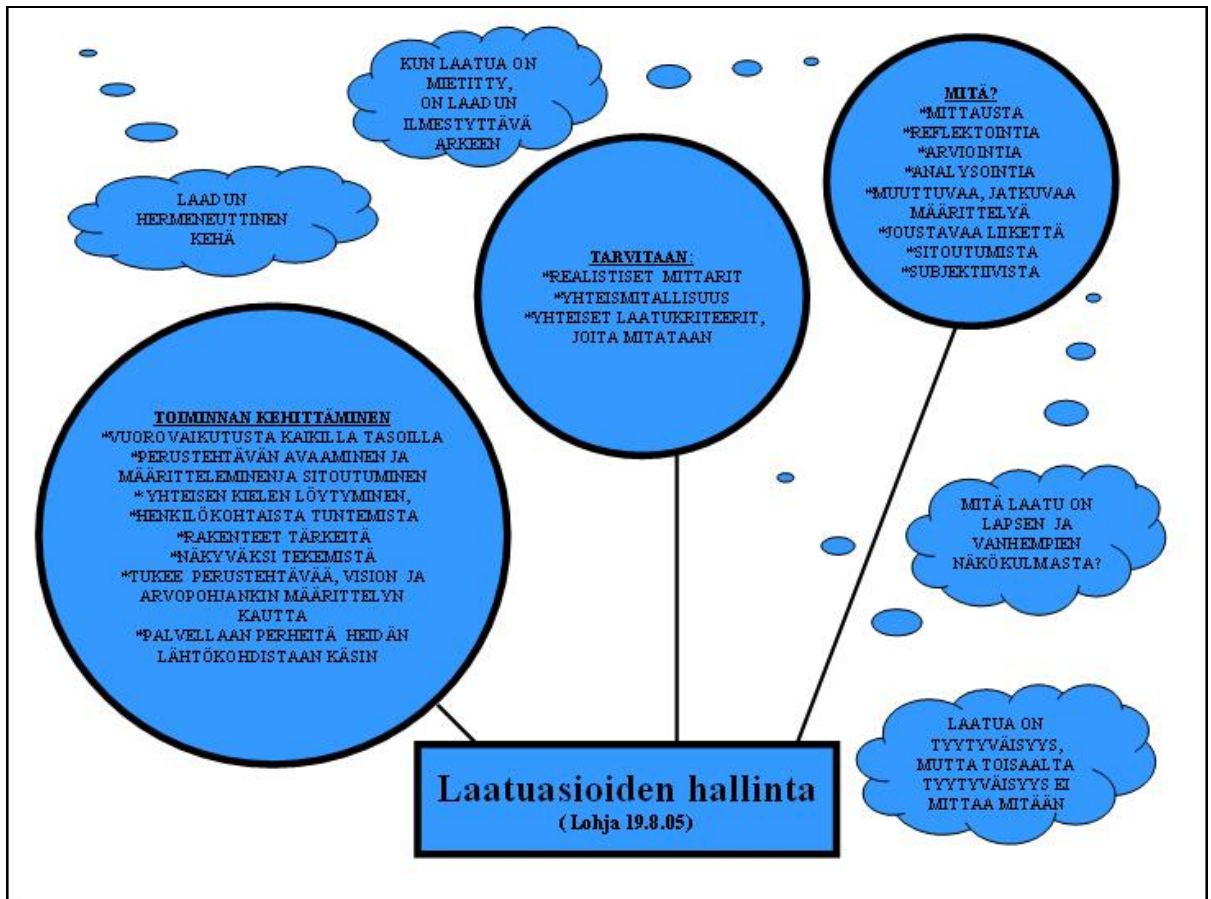 KUN LAATUA ON
MIETITTY,
ON LAADUN
ILMESTYTTÄVÄ
ARKEEN
LAADUN
HERMENEUTTINEN
KEHÄ
MITÄ?
*MITTAUSTA
*REFLEKTOINTIA
*ARVIOINTIA
*ANALYSOINTIA
*MUUTTUVAA, JATKUVAA
MÄÄRITTELYÄ
*JOUSTAVAA LIIKETTÄ
*SITOUTUMISTA
*SUBJEKTIIVISTA
TARVITAAN:
*REALISTISET MITTARIT
*YHTEISMITALLISUUS
*YHTEISET LAATUKRITEERIT,
JOITA MITATAAN
TOIMINNAN KEHITTÄMINEN
*VUOROVAIKUTUSTA KAIKILLA TASOILLA
*PERUSTEHTÄVÄN AVAAMINEN JA
MÄÄRITTELEMINENJA SITOUTUMINEN
*YHTEISEN KIELEN LÖYTYMINEN,
*HENKILÖKOHTAISTA TUNTEMISTA
*RAKENTEET TÄRKEITÄ
*NÄKYVÄKSI TEKEMISTÄ
*TUKEE PERUSTEHTÄVÄÄ, VISION JA
ARVOPOHJANKIN MÄÄRITTELYN
KAUTTA
*PALVELLAAN PERHEITÄ HEIDÄN
LÄHTÖKOHDISTAAN KÄSIN
MITÄ LAATU ON
LAPSEN JA
VANHEMPIEN
NÄKÖKULMASTA?
LAATUA ON
TYYTYVÄISYYS,
MUTTA TOISAALTA
TYYTYVÄISYYS EI
MITTAA MITÄÄN
Laatuasioiden hallinta
( Lohja 19.8.05)